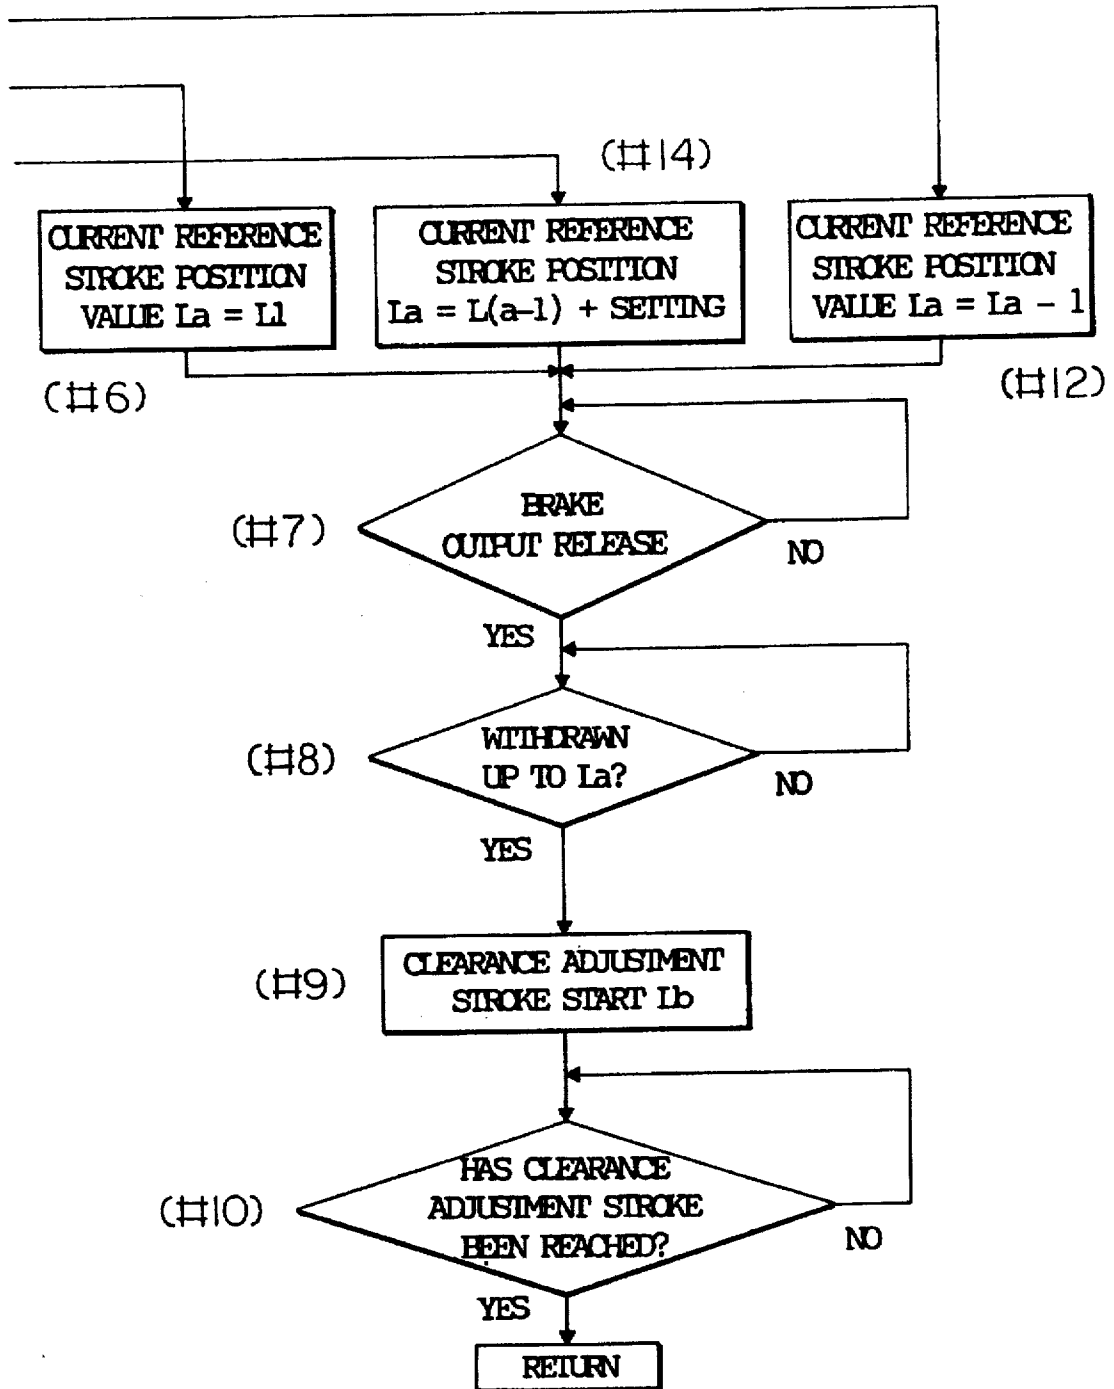 (#14)
CURRENT REFERENCE
STROKE POSITION
VALUE La = L1
CURRENT REFERENCE
STROKE POSITION
La = L(a-1) + SETTING
CURRENT REFERENCE
STROKE POSITION
VALUE La = La - 1
(#6)
(#12)
(#7)
BRAKE
OUTPUT RELEASE
NO
YES
(#8)
WITHDRAWN
UP TO La?
NO
YES
(#9)
CLEARANCE ADJUSTMENT
STROKE START Lb
(#10)
HAS CLEARANCE
ADJUSTMENT STROKE
BEEN REACHED?
NO
YES
RETURN